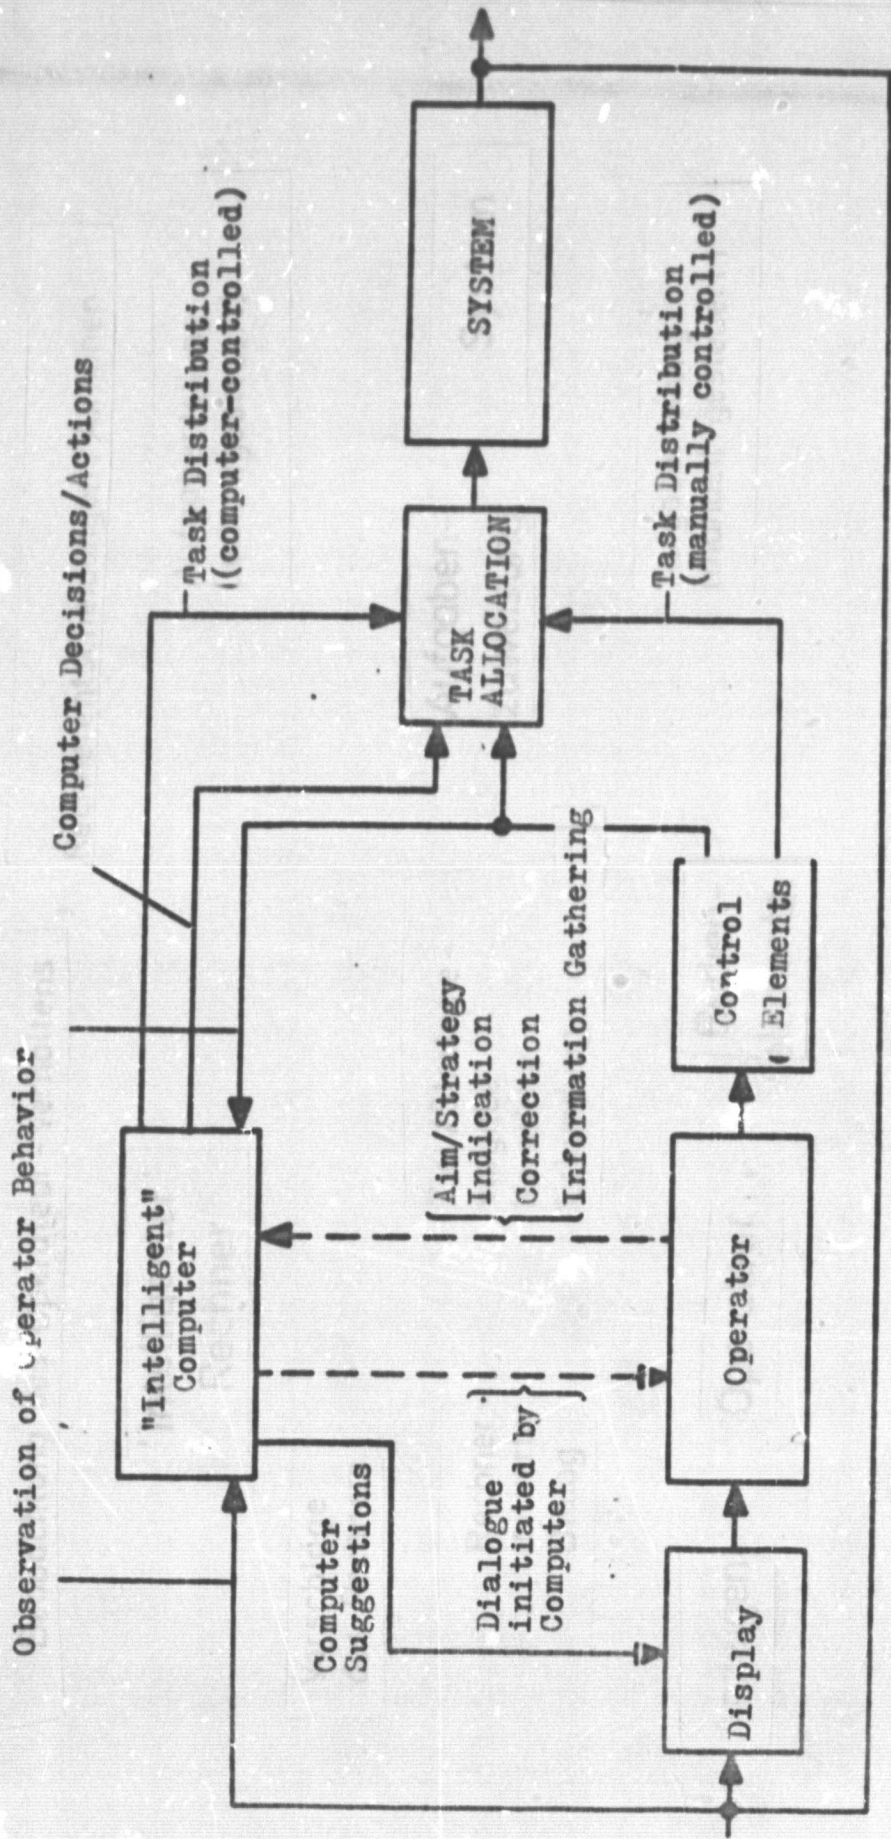 Observation of Operator Behavior
Computer Decisions/Actions
Task Distribution
(computer-controlled)
"Intelligent"
Computer
Computer
Suggestions
Aim/Strategy
Indication
Correction
Information Gathering
Dialogue
initiated by
Computer
TASK
ALLOCATION
SYSTEM
Task Distribution
(manually controlled)
Display
Operator
Control
Elements